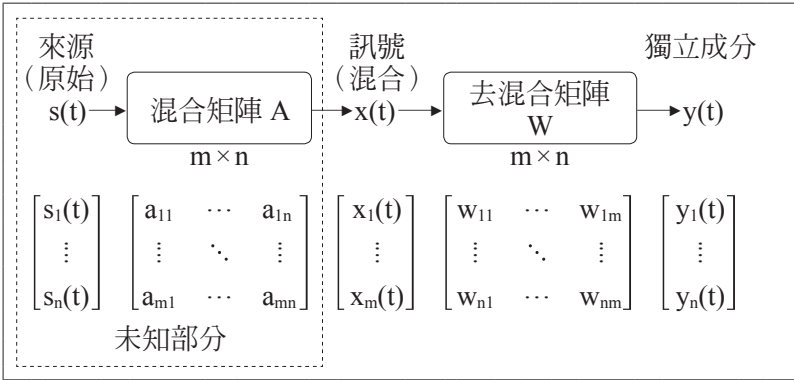 來源
（原始）
s(t)
混合矩陣 A
m × n
訊號
（混合）
x(t)
去混合矩陣
W
m × n
獨立成分
y(t)
s₁(t) a₁₁ ⋯ a₁ₙ x₁(t) w₁₁ ⋯ w₁ₘ y₁(t)
⋮ ⋮ ⋱ ⋮ ⋮ ⋮ ⋱ ⋮ ⋮
sₙ(t) aₘ₁ ⋯ aₘₙ xₘ(t) wₙ₁ ⋯ wₙₘ yₙ(t)
未知部分